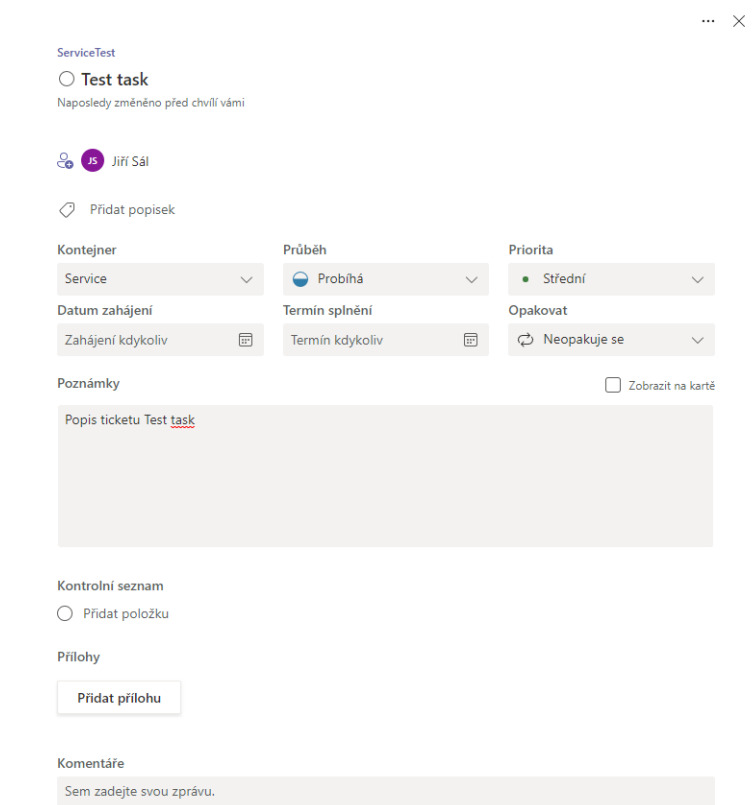 ServiceTest
Test task
Naposledy změněno před chvílí vámi
JS Jiří Sál
Přidat popisek
Kontejner Průběh Priorita
Service Probíhá Střední
Datum zahájení Termín splnění Opakovat
Zahájení kdykoliv Termín kdykoliv Neopakuje se
Poznámky Zobrazit na kartě
Popis ticketu Test task
Kontrolní seznam
Přidat položku
Přílohy
Přidat přílohu
Komentáře
Sem zadejte svou zprávu.